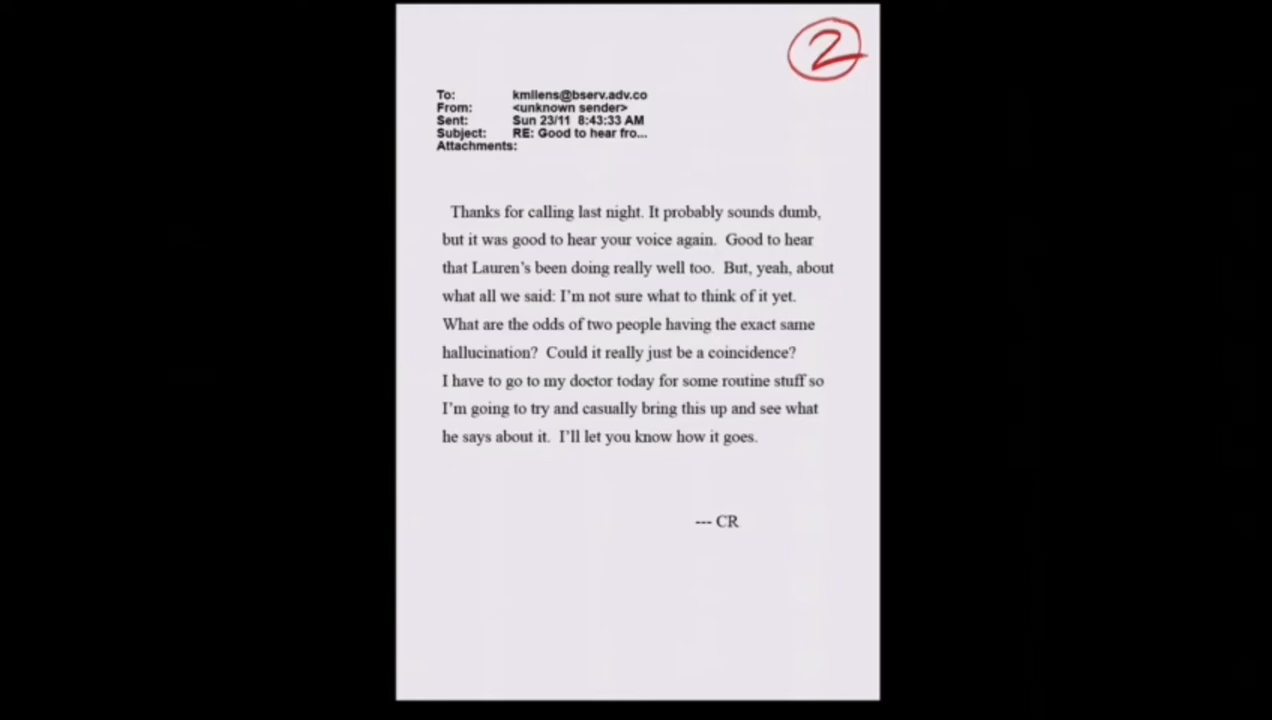 2
To: kmllens@bserv.adv.co
From: <unknown sender>
Sent: Sun 23/11 8:43:33 AM
Subject: RE: Good to hear fro...
Attachments:
Thanks for calling last night. It probably sounds dumb,
but it was good to hear your voice again. Good to hear
that Lauren's been doing really well too. But, yeah, about
what all we said: I'm not sure what to think of it yet.
What are the odds of two people having the exact same
hallucination? Could it really just be a coincidence?
I have to go to my doctor today for some routine stuff so
I'm going to try and casually bring this up and see what
he says about it. I'll let you know how it goes.
--- CR